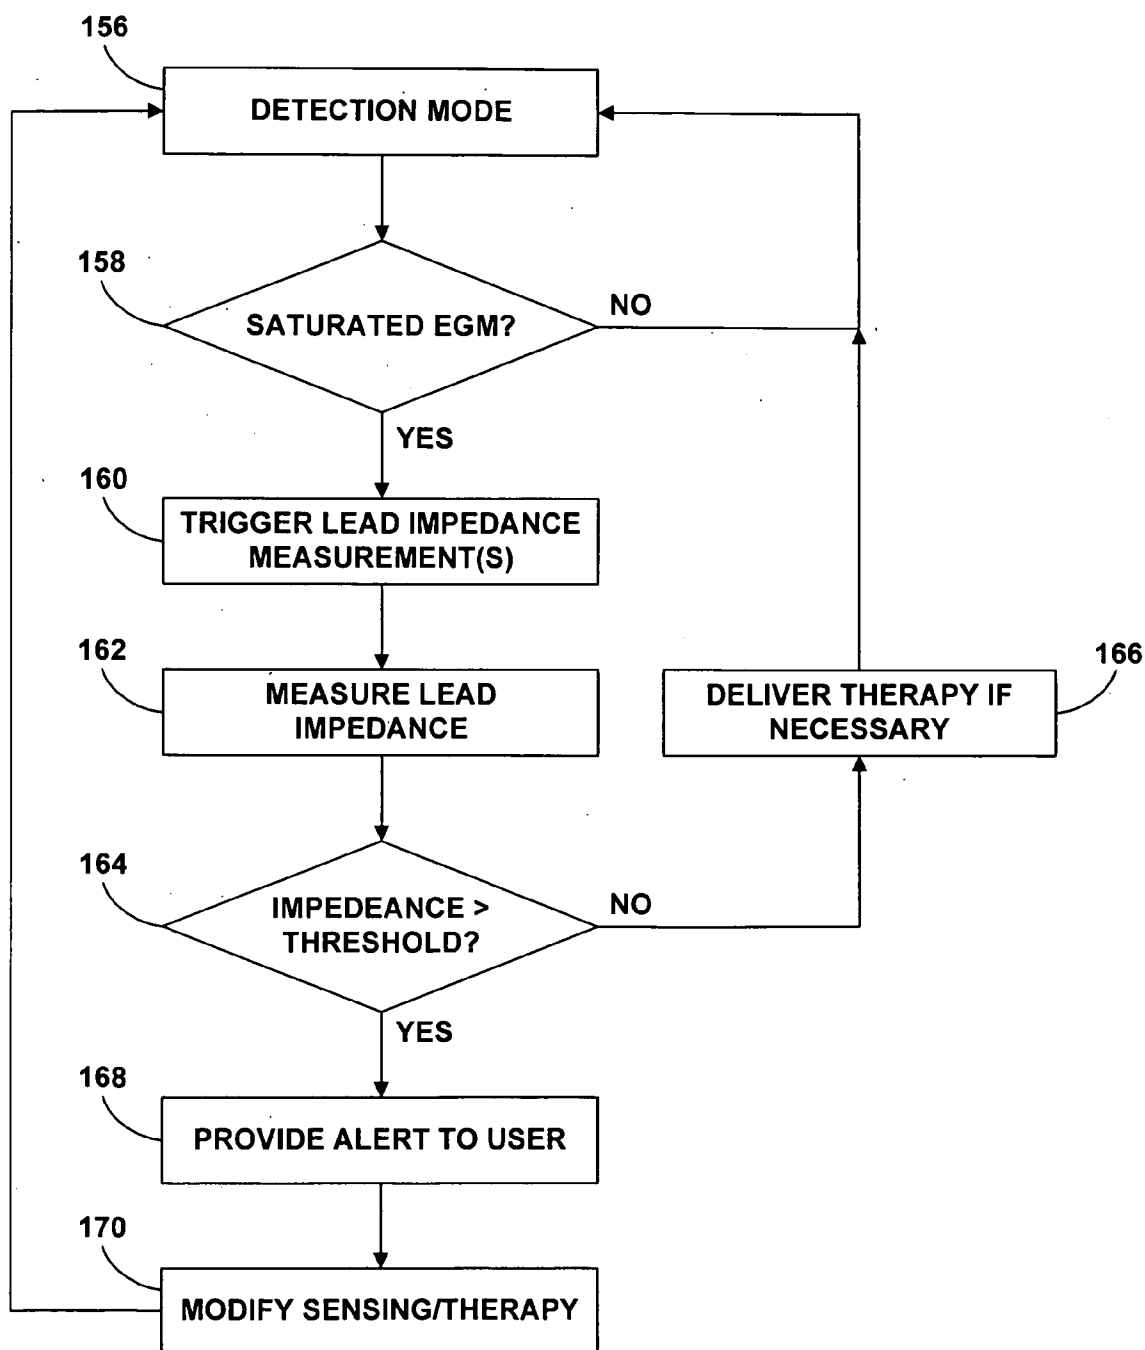 156
DETECTION MODE
158
SATURATED EGM?
NO
YES
160
TRIGGER LEAD IMPEDANCE
MEASUREMENT(S)
162
MEASURE LEAD
IMPEDANCE
166
DELIVER THERAPY IF
NECESSARY
164
IMPEDEANCE >
THRESHOLD?
NO
YES
168
PROVIDE ALERT TO USER
170
MODIFY SENSING/THERAPY